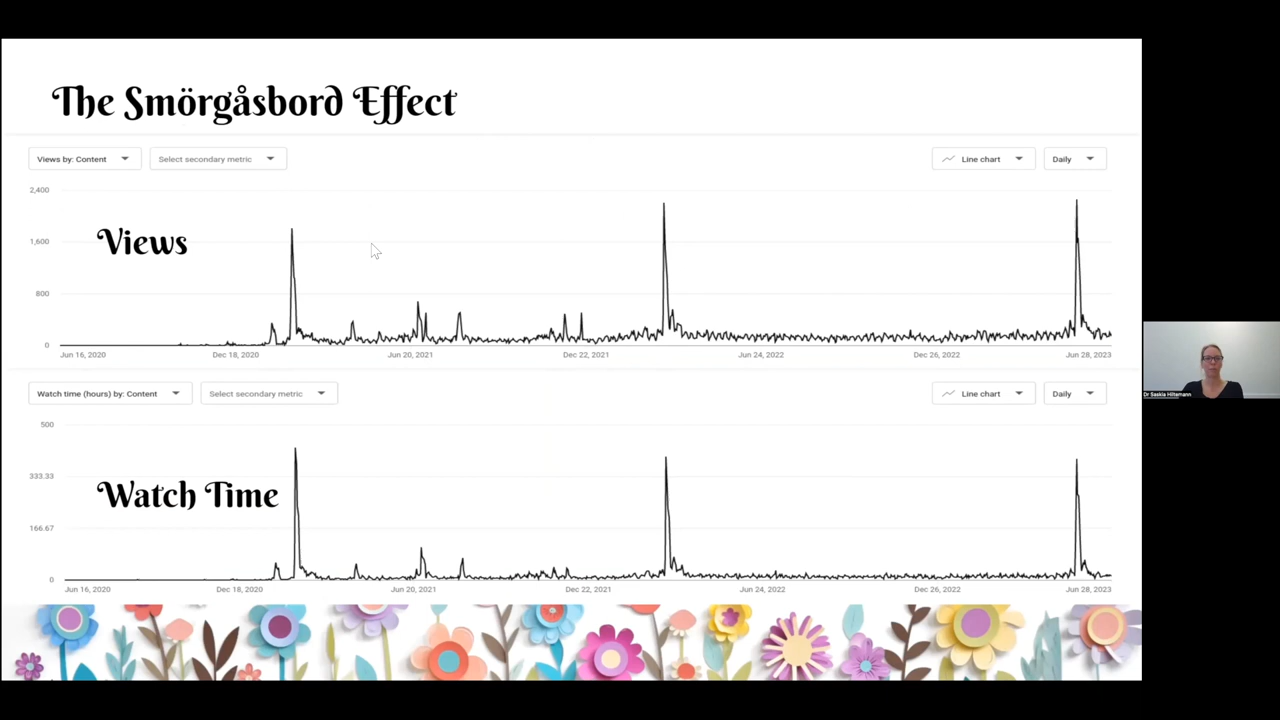 The Smörgåsbord Effect
Views by: Content Select secondary metric Line chart Daily
2,400
Views
1,600
800
0
Jun 16, 2020 Dec 18, 2020 Jun 20, 2021 Dec 22, 2021 Jun 24, 2022 Dec 26, 2022 Jun 28, 2023
Watch time (hours) by: Content Select secondary metric Line chart Daily
Dr Saskia Hiltemann
500
333.33
Watch Time
166.67
0
Jun 16, 2020 Dec 18, 2020 Jun 20, 2021 Dec 22, 2021 Jun 24, 2022 Dec 26, 2022 Jun 28, 2023